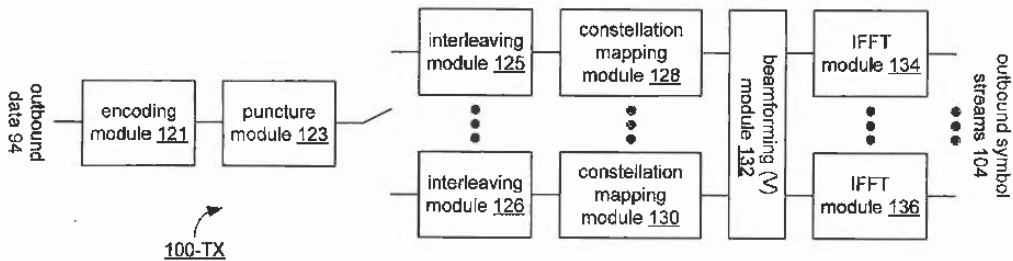 outbound
data 94
encoding
module 121
puncture
module 123
interleaving
module 125
constellation
mapping
module 128
beamforming (V)
module 132
IFFT
module 134
outbound symbol
streams 104
interleaving
module 126
constellation
mapping
module 130
IFFT
module 136
100-TX